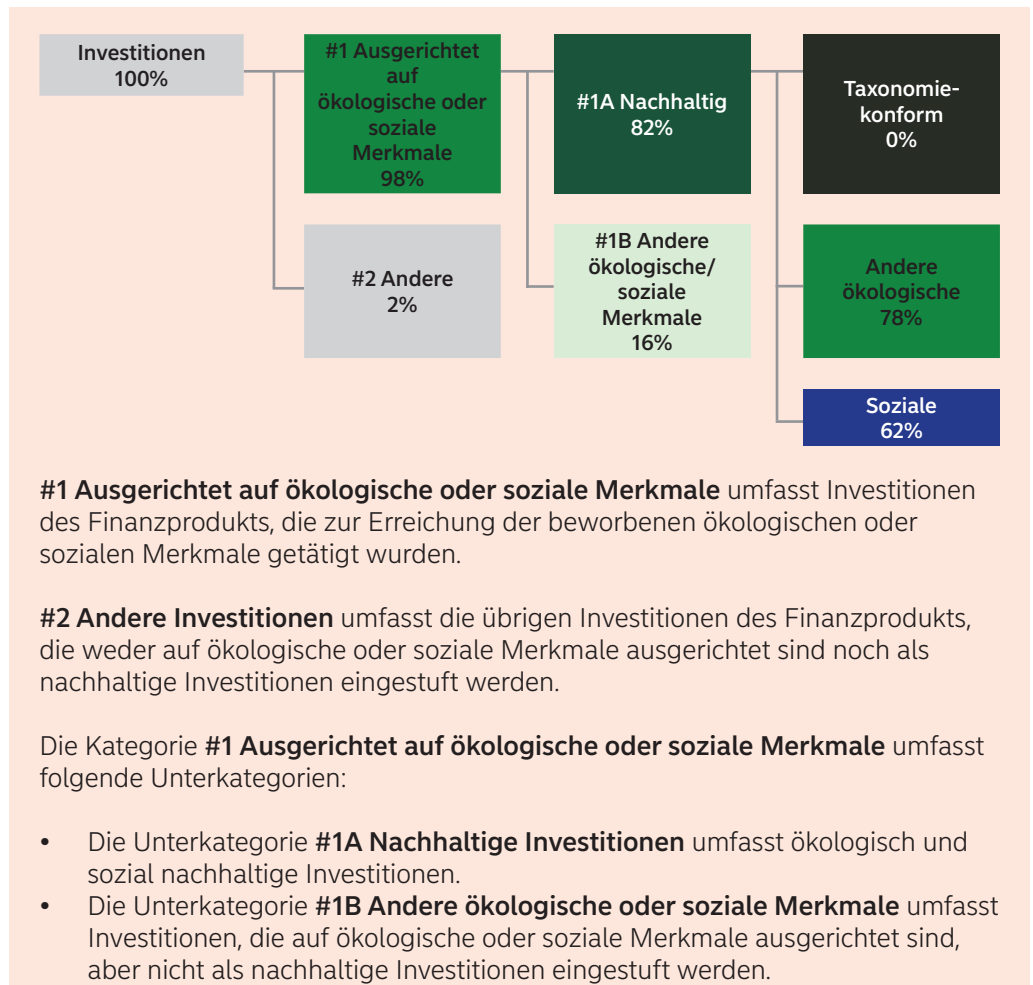 Investitionen
100%
#1 Ausgerichtet
auf
ökologische oder
soziale
Merkmale
98%
#1A Nachhaltig
82%
Taxonomie-
konform
0%
#2 Andere
2%
#1B Andere
ökologische/
soziale
Merkmale
16%
Andere
ökologische
78%
Soziale
62%
#1 Ausgerichtet auf ökologische oder soziale Merkmale umfasst Investitionen
des Finanzprodukts, die zur Erreichung der beworbenen ökologischen oder
sozialen Merkmale getätigt wurden.
#2 Andere Investitionen umfasst die übrigen Investitionen des Finanzprodukts,
die weder auf ökologische oder soziale Merkmale ausgerichtet sind noch als
nachhaltige Investitionen eingestuft werden.
Die Kategorie #1 Ausgerichtet auf ökologische oder soziale Merkmale umfasst
folgende Unterkategorien:
• Die Unterkategorie #1A Nachhaltige Investitionen umfasst ökologisch und
sozial nachhaltige Investitionen.
• Die Unterkategorie #1B Andere ökologische oder soziale Merkmale umfasst
Investitionen, die auf ökologische oder soziale Merkmale ausgerichtet sind,
aber nicht als nachhaltige Investitionen eingestuft werden.